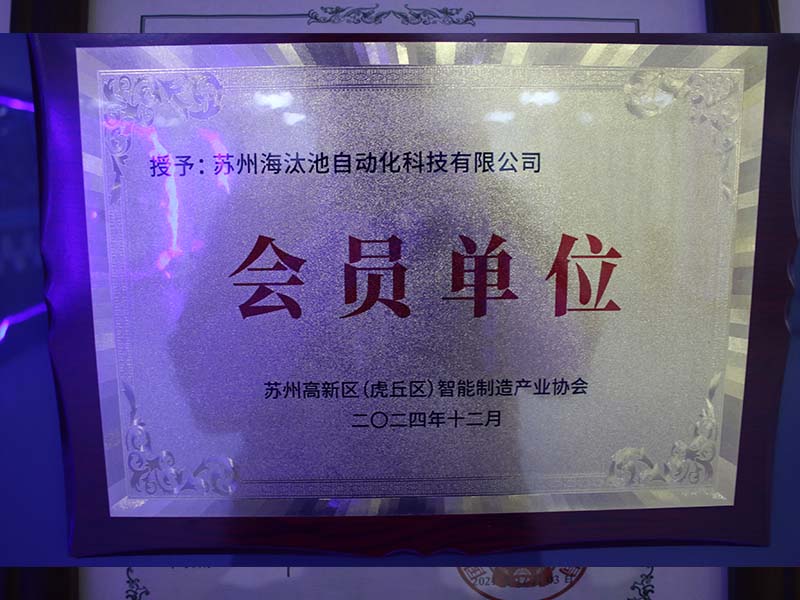 授予：苏州海汰池自动化科技有限公司
会员单位
苏州高新区(虎丘区)智能制造产业协会
二〇二四年十二月